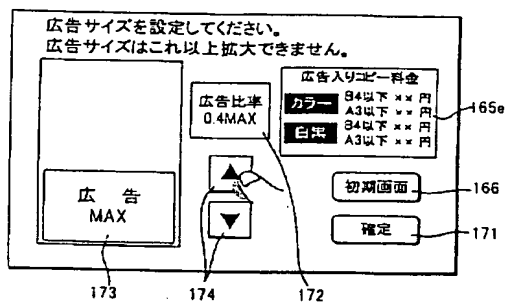 広告サイズを設定してください。
広告サイズはこれ以上拡大できません。
広告比率
0.4MAX
広告入りコピー料金
カラー
B4以下 ×× 円
A3以下 ×× 円
白黒
B4以下 ×× 円
A3以下 ×× 円
165e
広 告
MAX
▲
▼
初期画面
166
確定
171
173
174
172